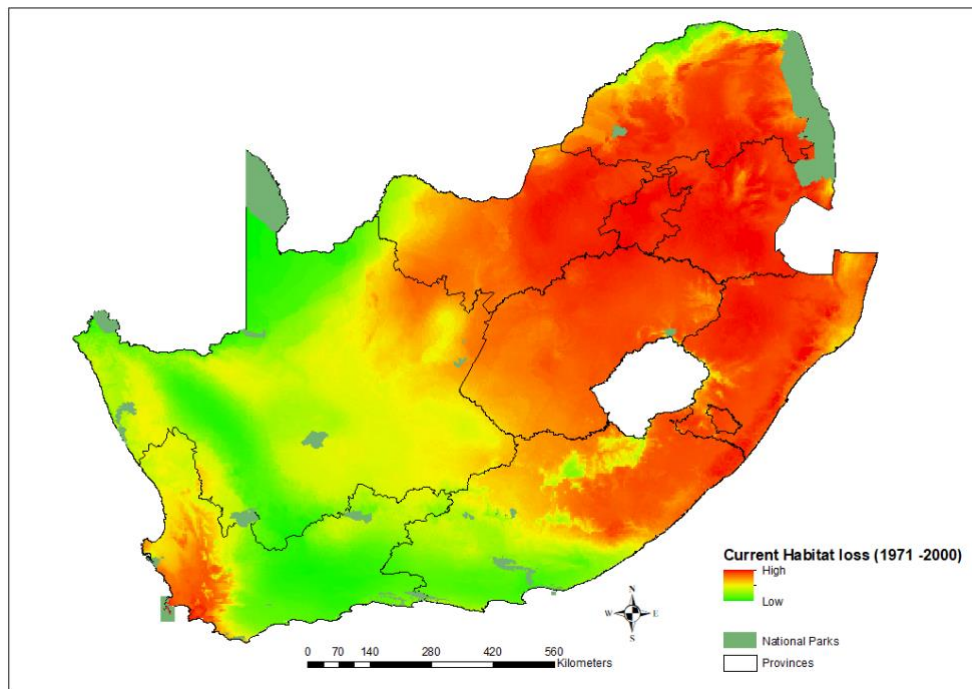 Current Habitat loss (1971 -2000)
High
Low
National Parks
Provinces
N
W E
S
0 70 140 280 420 560
Kilometers